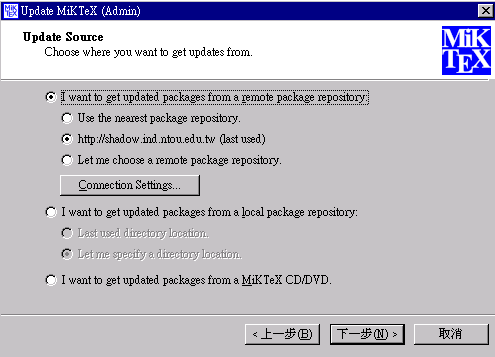 Update MiKTeX (Admin)
Update Source
Choose where you want to get updates from.
MiK
TEX
I want to get updated packages from a remote package repository:
Use the nearest package repository.
http://shadow.ind.ntou.edu.tw (last used)
Let me choose a remote package repository.
Connection Settings...
I want to get updated packages from a local package repository:
Last used directory location.
Let me specify a directory location.
I want to get updated packages from a MiKTeX CD/DVD.
< 上一步(B)
下一步(N) >
取消